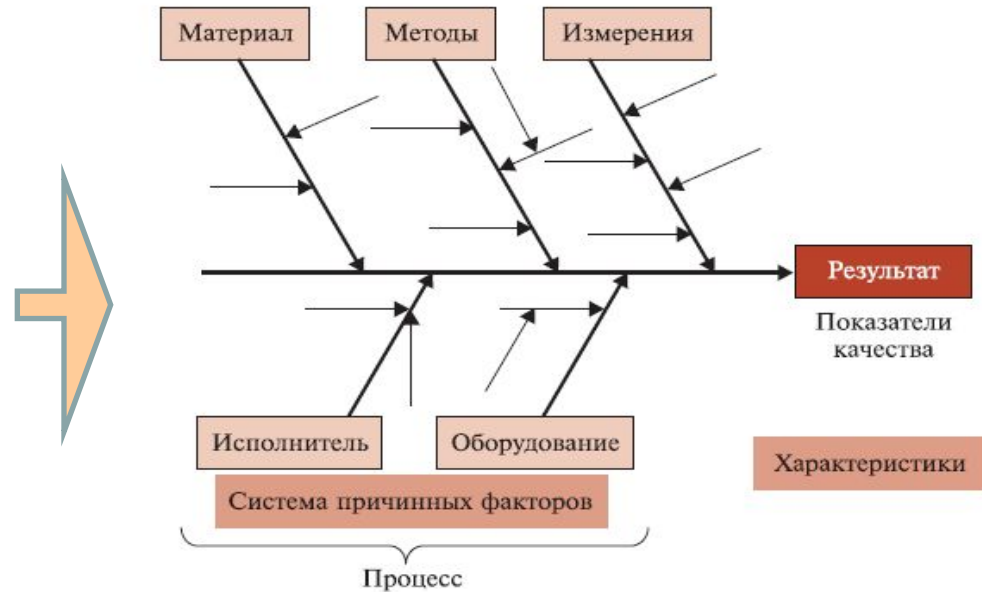 Материал
Методы
Измерения
Результат
Показатели
качества
Исполнитель
Оборудование
Характеристики
Система причинных факторов
Процесс